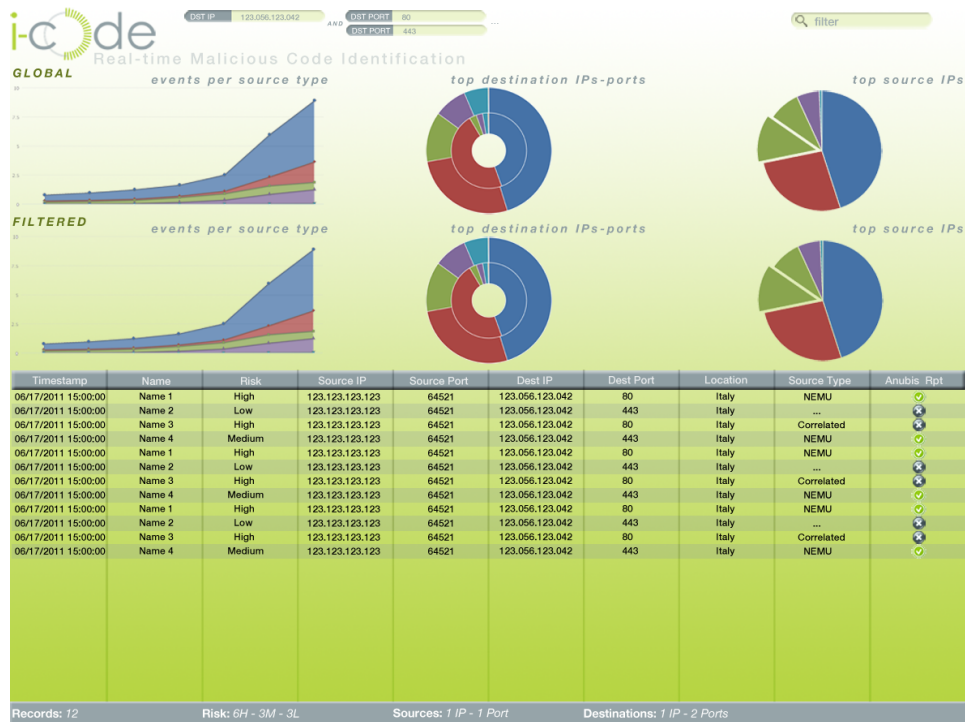 i-code
DST IP 123.056.123.042 AND DST PORT 80 ...
DST PORT 443
filter
Real-time Malicious Code Identification
GLOBAL
events per source type top destination IPs-ports top source IPs
10
7.5
5
2.5
0
FILTERED
events per source type top destination IPs-ports top source IPs
10
7.5
5
2.5
0
Timestamp Name Risk Source IP Source Port Dest IP Dest Port Location Source Type Anubis Rpt
06/17/2011 15:00:00 Name 1 High 123.123.123.123 64521 123.056.123.042 80 Italy NEMU
06/17/2011 15:00:00 Name 2 Low 123.123.123.123 64521 123.056.123.042 443 Italy ...
06/17/2011 15:00:00 Name 3 High 123.123.123.123 64521 123.056.123.042 80 Italy Correlated
06/17/2011 15:00:00 Name 4 Medium 123.123.123.123 64521 123.056.123.042 443 Italy NEMU
06/17/2011 15:00:00 Name 1 High 123.123.123.123 64521 123.056.123.042 80 Italy NEMU
06/17/2011 15:00:00 Name 2 Low 123.123.123.123 64521 123.056.123.042 443 Italy ...
06/17/2011 15:00:00 Name 3 High 123.123.123.123 64521 123.056.123.042 80 Italy Correlated
06/17/2011 15:00:00 Name 4 Medium 123.123.123.123 64521 123.056.123.042 443 Italy NEMU
06/17/2011 15:00:00 Name 1 High 123.123.123.123 64521 123.056.123.042 80 Italy NEMU
06/17/2011 15:00:00 Name 2 Low 123.123.123.123 64521 123.056.123.042 443 Italy ...
06/17/2011 15:00:00 Name 3 High 123.123.123.123 64521 123.056.123.042 80 Italy Correlated
06/17/2011 15:00:00 Name 4 Medium 123.123.123.123 64521 123.056.123.042 443 Italy NEMU
Records: 12 Risk: 6H - 3M - 3L Sources: 1 IP - 1 Port Destinations: 1 IP - 2 Ports